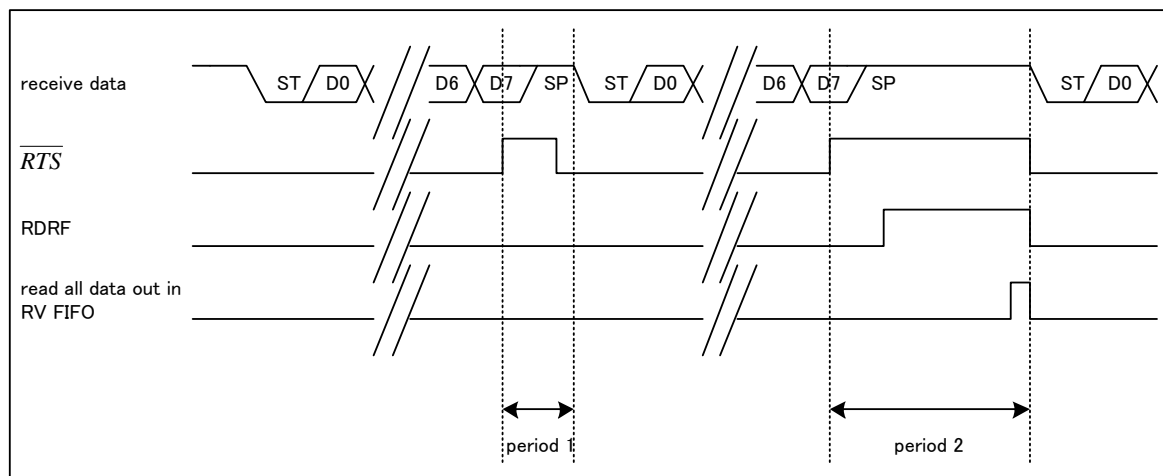 receive data ST D0 D6 D7 SP ST D0 D6 D7 SP ST D0
RTS
RDRF
read all data out in
RV FIFO
period 1 period 2